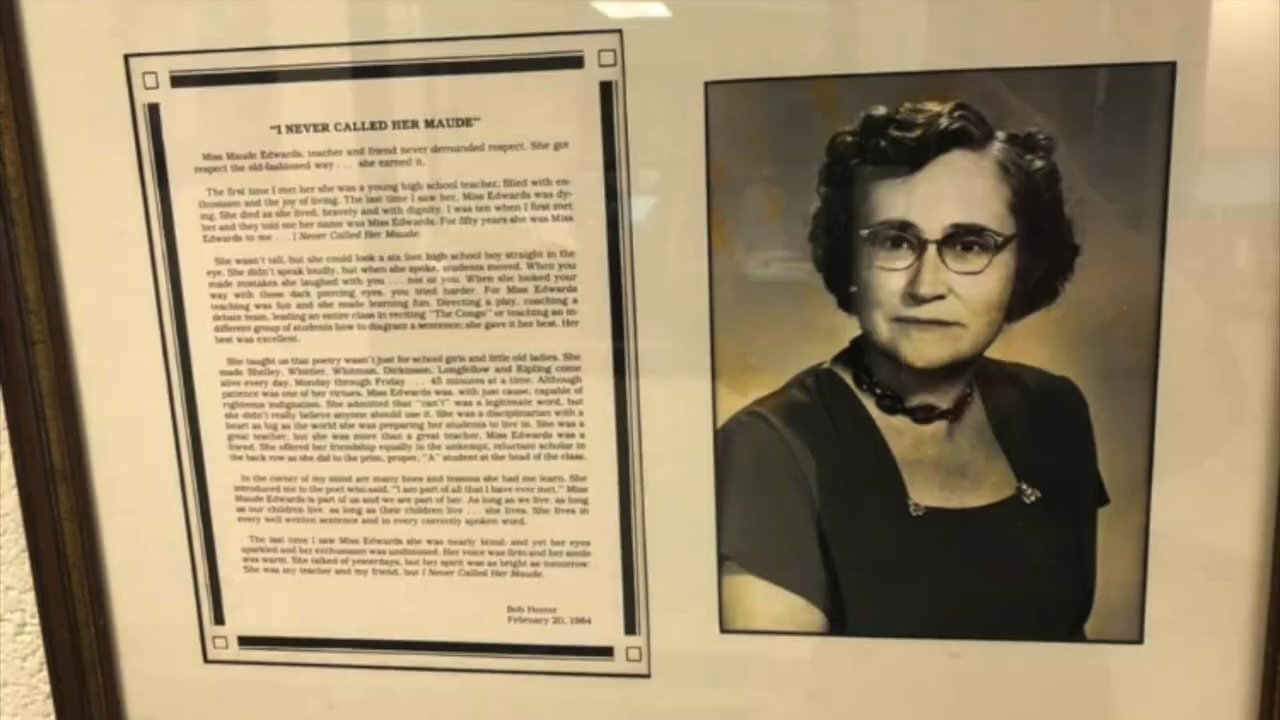 "I NEVER CALLED HER MAUDE"
Miss Maude Edwards, teacher and friend never demanded respect. She got
respect the old-fashioned way . . . she earned it.
The first time I met her she was a young high school teacher, filled with en-
thusiasm and the joy of living. The last time I saw her, Miss Edwards was dy-
ing. She died as she lived, bravely and with dignity. I was ten when I first met
her and they told me her name was Miss Edwards. For fifty years she was Miss
Edwards to me . . . I Never Called Her Maude.
She wasn't tall, but she could look a six foot high school boy straight in the
eye. She didn't speak loudly, but when she spoke, students moved. When you
made mistakes she laughed with you . . . not at you. When she looked your
way with those dark piercing eyes, you tried harder. For Miss Edwards
teaching was fun and she made learning fun. Directing a play, coaching a
debate team, leading an entire class in reciting "The Congo" or teaching an in-
different group of students how to diagram a sentence; she gave it her best. Her
best was excellent.
She taught us that poetry wasn't just for school girls and little old ladies. She
made Shelley, Whittier, Whitman, Dickinson, Longfellow and Kipling come
alive every day, Monday through Friday . . . 45 minutes at a time. Although
patience was one of her virtues, Miss Edwards was, with just cause, capable of
righteous indignation. She admitted that "can't" was a legitimate word, but
she didn't really believe anyone should use it. She was a disciplinarian with a
heart as big as the world she was preparing her students to live in. She was a
great teacher, but she was more than a great teacher, Miss Edwards was a
friend. She offered her friendship equally to the unkempt, reluctant scholar in
the back row as she did to the prim, proper, "A" student at the head of the class.
In the corner of my mind are many lines and lessons she had me learn. She
introduced me to the poet who said, "I am part of all that I have ever met." Miss
Maude Edwards is part of us and we are part of her. As long as we live, as long
as our children live, as long as their children live . . . she lives. She lives in
every well written sentence and in every correctly spoken word.
The last time I saw Miss Edwards she was nearly blind; and yet her eyes
sparkled and her enthusiasm was undimmed. Her voice was firm and her smile
was warm. She talked of yesterdays, but her spirit was as bright as tomorrow.
She was my teacher and my friend, but I Never Called Her Maude.
Bob
February 20, 1984